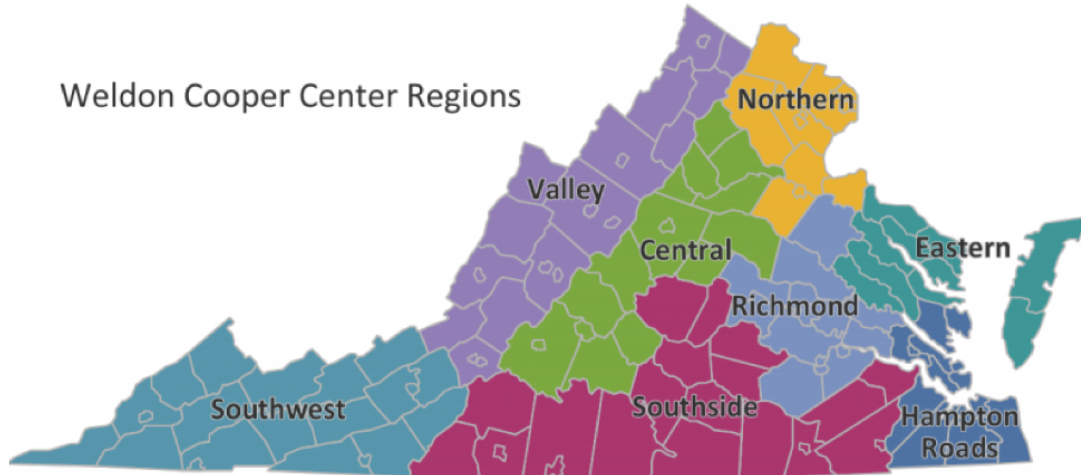 Weldon Cooper Center Regions
Northern
Valley
Central
Eastern
Richmond
Southwest
Southside
Hampton
Roads